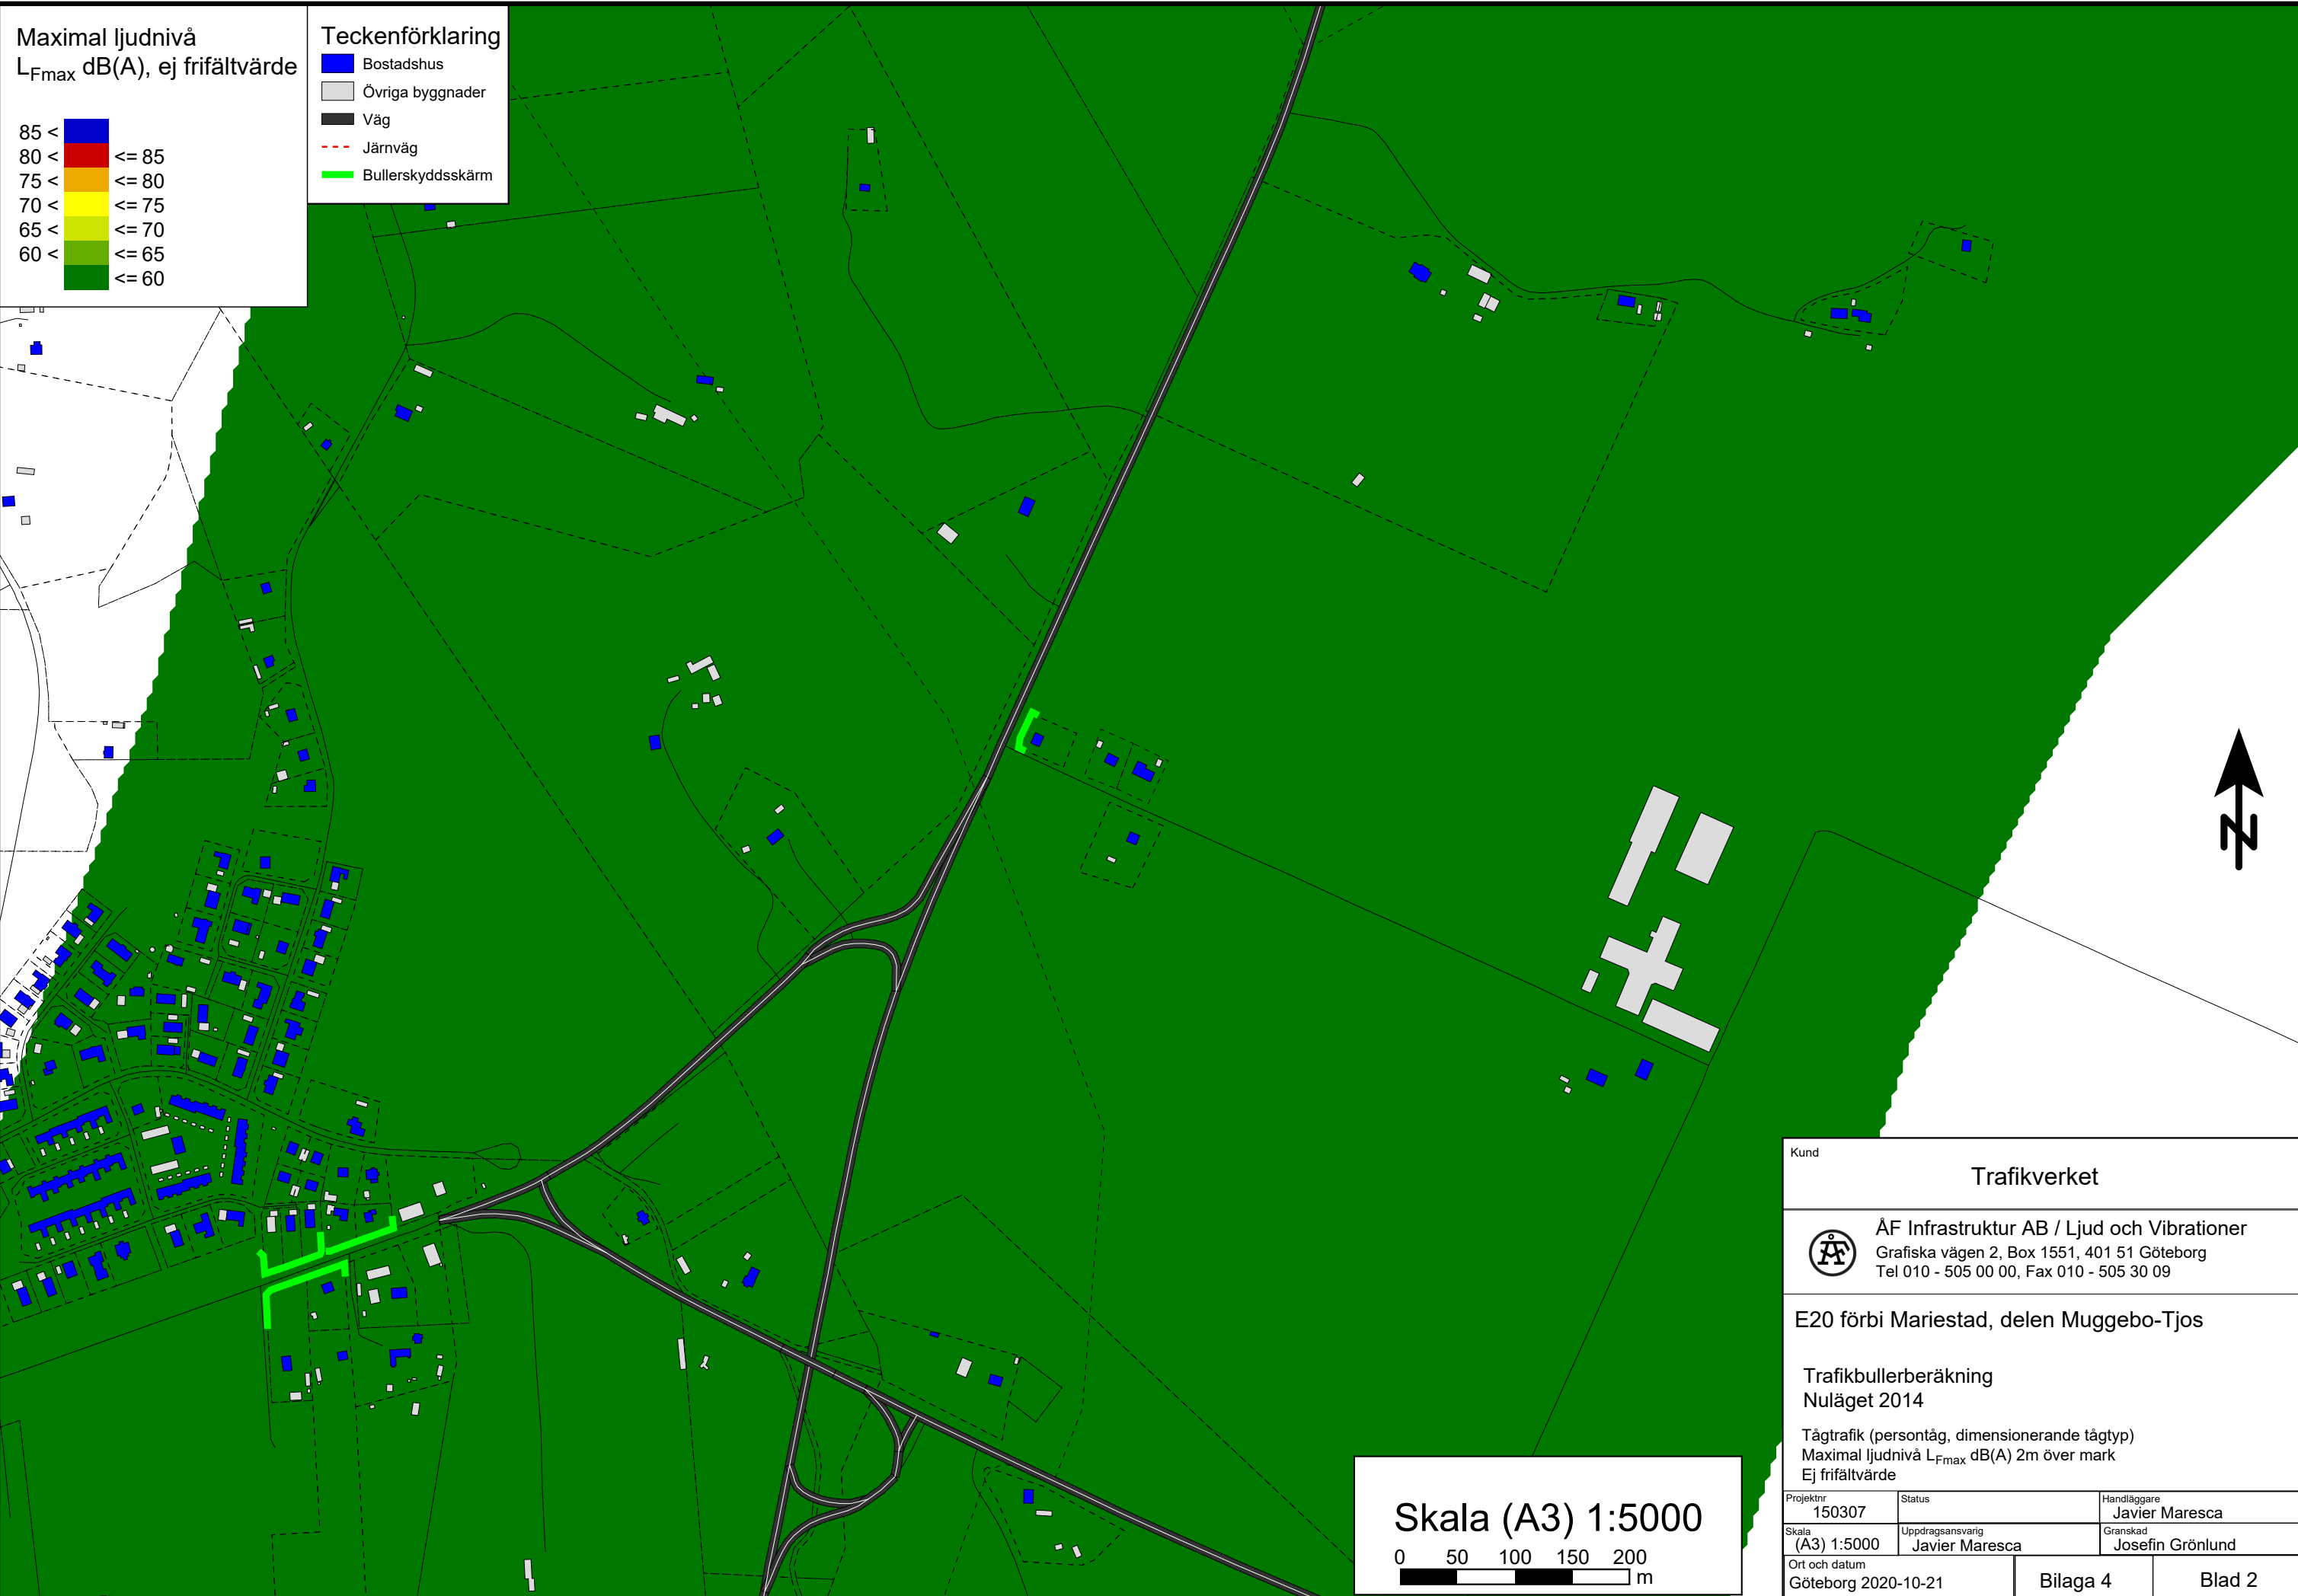 Maximal ljudnivå
LFmax dB(A), ej frifältvärde
85 <
80 < <= 85
75 < <= 80
70 < <= 75
65 < <= 70
60 < <= 65
<= 60
Teckenförklaring
Bostadshus
Övriga byggnader
Väg
Järnväg
Bullerskyddsskärm
N
Skala (A3) 1:5000
0 50 100 150 200
m
Kund
Trafikverket
ÅF
ÅF Infrastruktur AB / Ljud och Vibrationer
Grafiska vägen 2, Box 1551, 401 51 Göteborg
Tel 010 - 505 00 00, Fax 010 - 505 30 09
E20 förbi Mariestad, delen Muggebo-Tjos
Trafikbullerberäkning
Nuläget 2014
Tågtrafik (persontåg, dimensionerande tågtyp)
Maximal ljudnivå LFmax dB(A) 2m över mark
Ej frifältvärde
Projektnr Status Handläggare
150307 Javier Maresca
Skala Uppdragsansvarig Granskad
(A3) 1:5000 Javier Maresca Josefin Grönlund
Ort och datum
Göteborg 2020-10-21 Bilaga 4 Blad 2